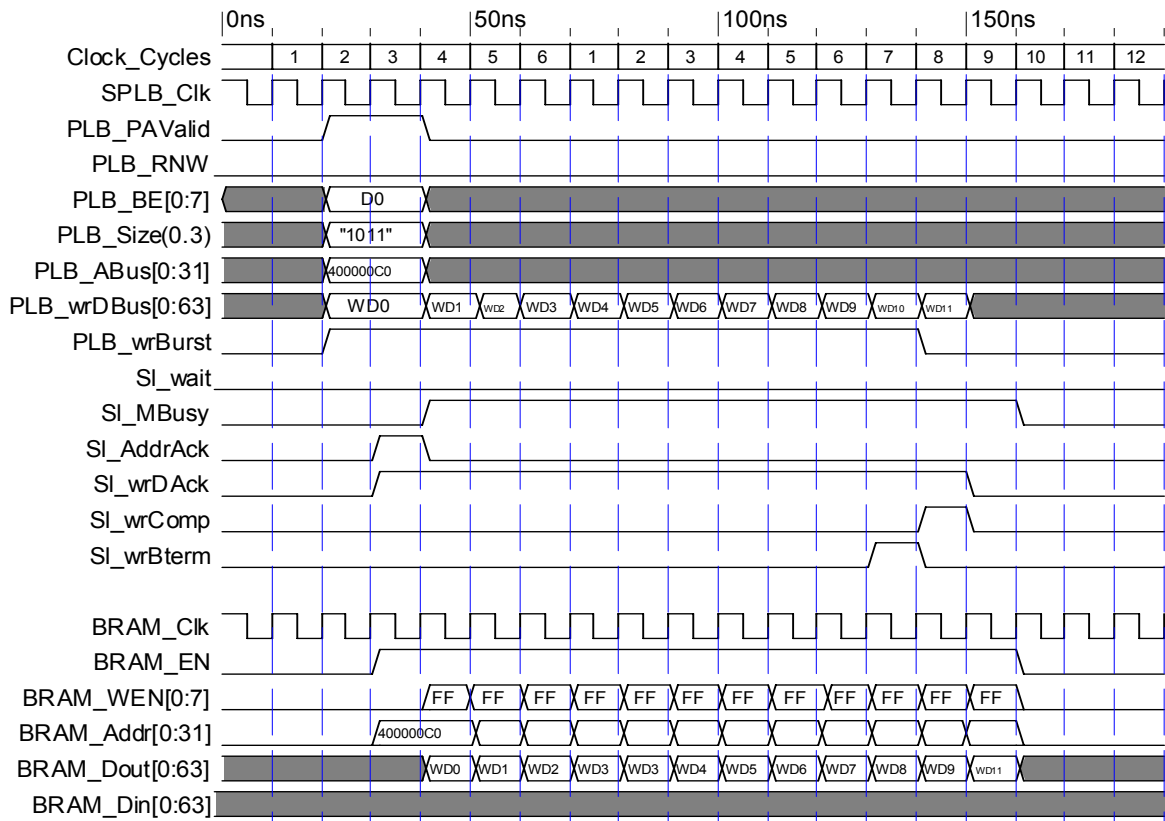 0ns 50ns 100ns 150ns
Clock_Cycles 1 2 3 4 5 6 1 2 3 4 5 6 7 8 9 10 11 12
SPLB_Clk
PLB_PAValid
PLB_RNW
PLB_BE[0:7] D0
PLB_Size(0.3) "1011"
PLB_ABus[0:31] 400000C0
PLB_wrDBus[0:63] WD0 WD1 WD2 WD3 WD4 WD5 WD6 WD7 WD8 WD9 WD10 WD11
PLB_wrBurst
Sl_wait
Sl_MBusy
Sl_AddrAck
Sl_wrDAck
Sl_wrComp
Sl_wrBterm
BRAM_Clk
BRAM_EN
BRAM_WEN[0:7] FF FF FF FF FF FF FF FF FF FF FF FF
BRAM_Addr[0:31] 400000C0
BRAM_Dout[0:63] WD0 WD1 WD2 WD3 WD3 WD4 WD5 WD6 WD7 WD8 WD9 WD11
BRAM_Din[0:63]